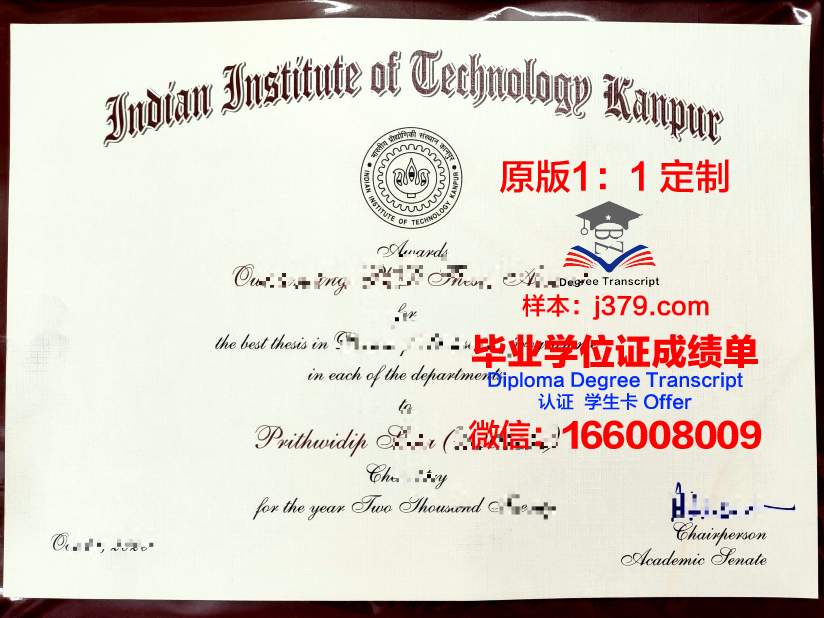 Indian Institute of Technology Kanpur
भारतीय प्रौद्योगिकी संस्थान कानपुर
INDIAN INSTITUTE OF TECHNOLOGY KANPUR
原版1：1 定制
BZ
Degree Transcript
样本：j379.com
毕业学位证成绩单
Diploma Degree Transcript
认证 学生卡 Offer
微信：166008009
Awards
for
the best thesis in
in each of the departments
to
Prithwidip
for the year Two Thousand
Chairperson
Academic Senate